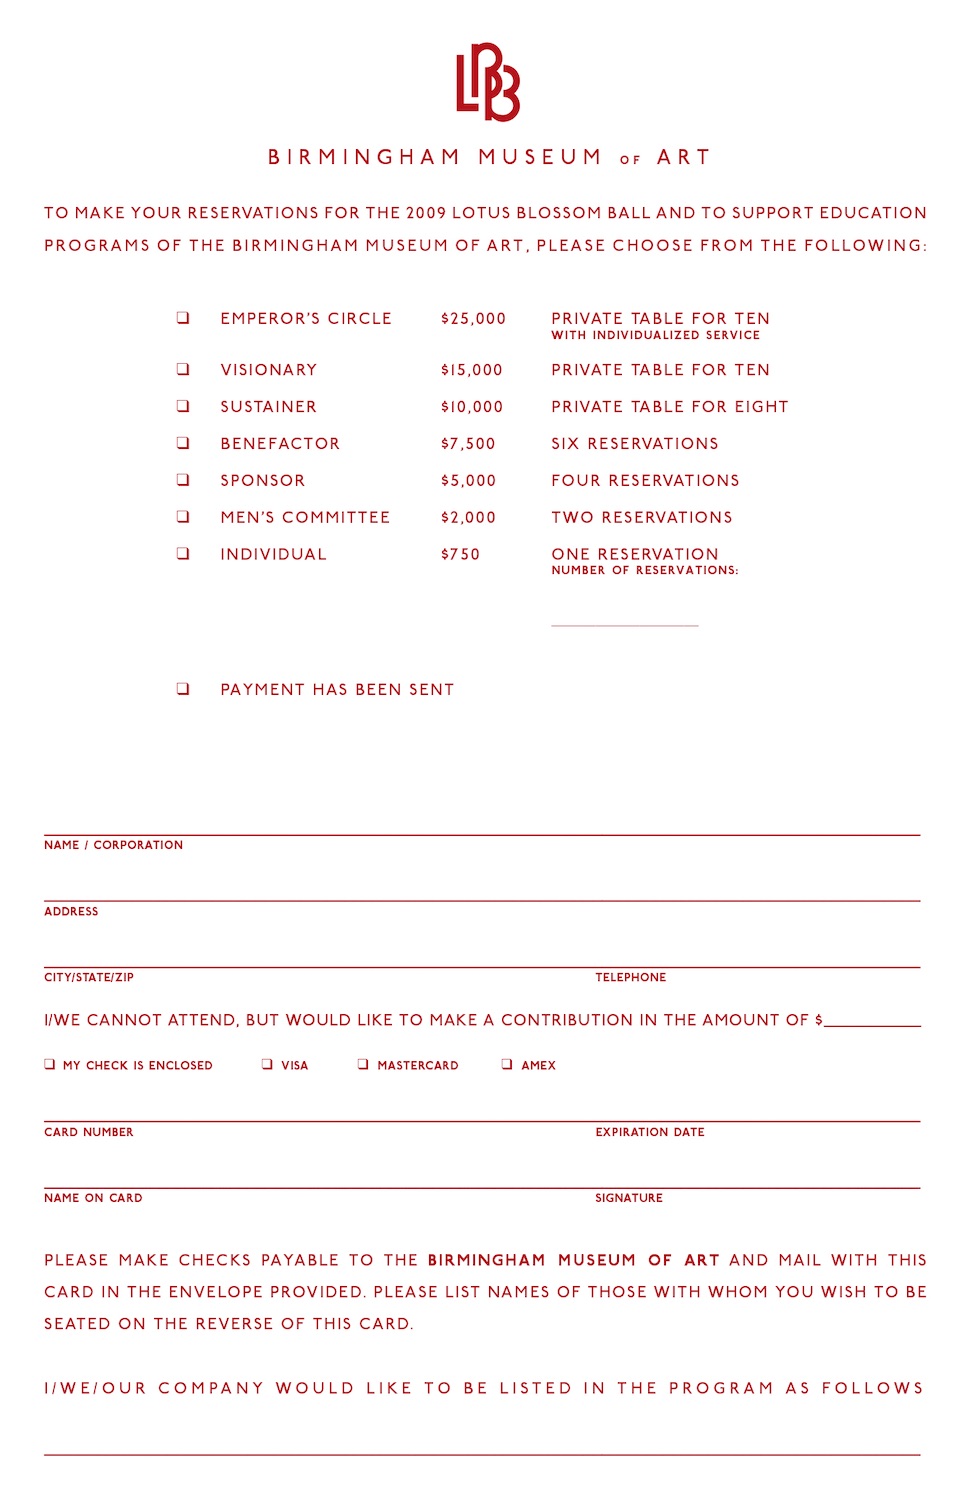 LBB
BIRMINGHAM MUSEUM OF ART
TO MAKE YOUR RESERVATIONS FOR THE 2009 LOTUS BLOSSOM BALL AND TO SUPPORT EDUCATION
PROGRAMS OF THE BIRMINGHAM MUSEUM OF ART, PLEASE CHOOSE FROM THE FOLLOWING:
❏ EMPEROR'S CIRCLE $25,000 PRIVATE TABLE FOR TEN
WITH INDIVIDUALIZED SERVICE
❏ VISIONARY $15,000 PRIVATE TABLE FOR TEN
❏ SUSTAINER $10,000 PRIVATE TABLE FOR EIGHT
❏ BENEFACTOR $7,500 SIX RESERVATIONS
❏ SPONSOR $5,000 FOUR RESERVATIONS
❏ MEN'S COMMITTEE $2,000 TWO RESERVATIONS
❏ INDIVIDUAL $750 ONE RESERVATION
NUMBER OF RESERVATIONS:
❏ PAYMENT HAS BEEN SENT
NAME / CORPORATION
ADDRESS
CITY/STATE/ZIP TELEPHONE
I/WE CANNOT ATTEND, BUT WOULD LIKE TO MAKE A CONTRIBUTION IN THE AMOUNT OF $__________
❏ MY CHECK IS ENCLOSED ❏ VISA ❏ MASTERCARD ❏ AMEX
CARD NUMBER EXPIRATION DATE
NAME ON CARD SIGNATURE
PLEASE MAKE CHECKS PAYABLE TO THE BIRMINGHAM MUSEUM OF ART AND MAIL WITH THIS
CARD IN THE ENVELOPE PROVIDED. PLEASE LIST NAMES OF THOSE WITH WHOM YOU WISH TO BE
SEATED ON THE REVERSE OF THIS CARD.
I/WE/OUR COMPANY WOULD LIKE TO BE LISTED IN THE PROGRAM AS FOLLOWS